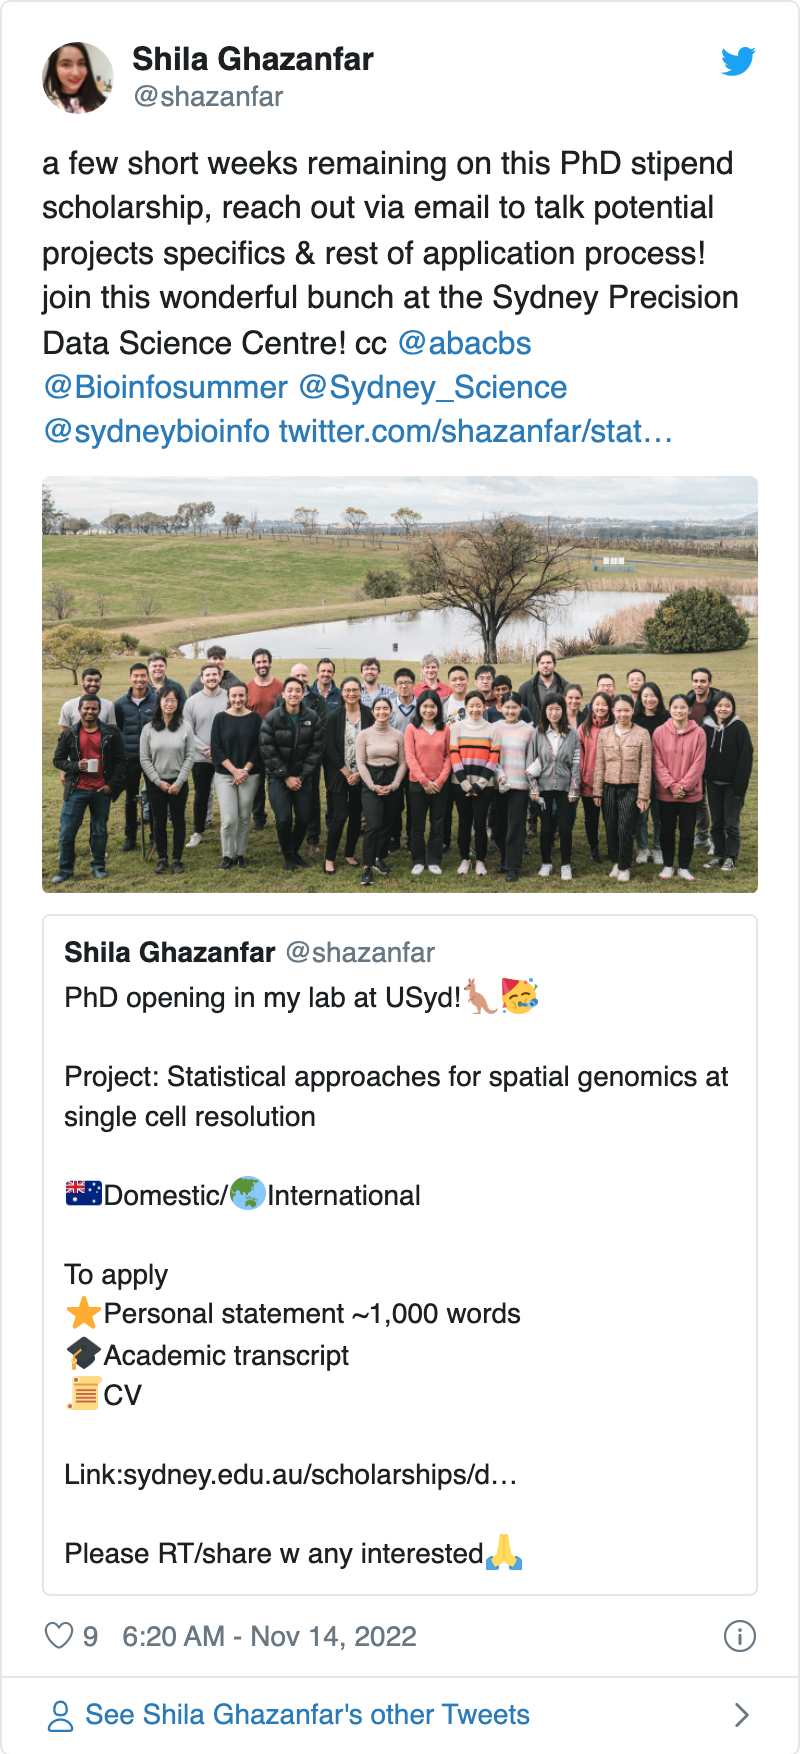 Shila Ghazanfar
@shazanfar
a few short weeks remaining on this PhD stipend
scholarship, reach out via email to talk potential
projects specifics & rest of application process!
join this wonderful bunch at the Sydney Precision
Data Science Centre! cc @abacbs
@Bioinfosummer @Sydney_Science
@sydneybioinfo twitter.com/shazanfar/stat…
Shila Ghazanfar @shazanfar
PhD opening in my lab at USyd!🦘🥳
Project: Statistical approaches for spatial genomics at
single cell resolution
🇦🇺Domestic/🌏International
To apply
⭐Personal statement ~1,000 words
🎓Academic transcript
📜CV
Link:sydney.edu.au/scholarships/d…
Please RT/share w any interested🙏
9 6:20 AM - Nov 14, 2022
See Shila Ghazanfar's other Tweets